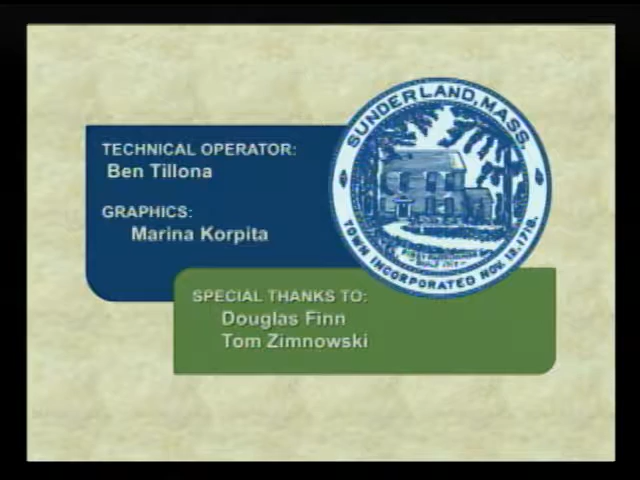 TECHNICAL OPERATOR:
Ben Tillona
GRAPHICS:
Marina Korpita
SPECIAL THANKS TO:
Douglas Finn
Tom Zimnowski
SUNDERLAND, MASS.
TOWN INCORPORATED NOV. 12, 1718.